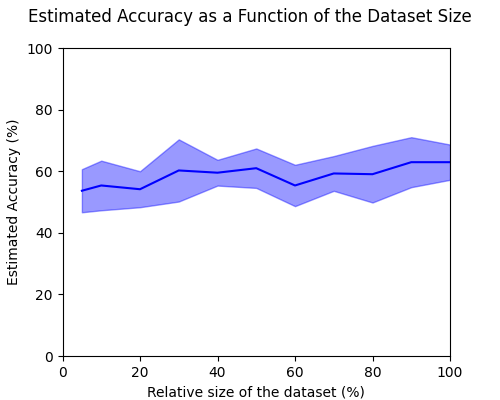 Estimated Accuracy as a Function of the Dataset Size
100
80
60
40
20
0
Estimated Accuracy (%)
0 20 40 60 80 100
Relative size of the dataset (%)